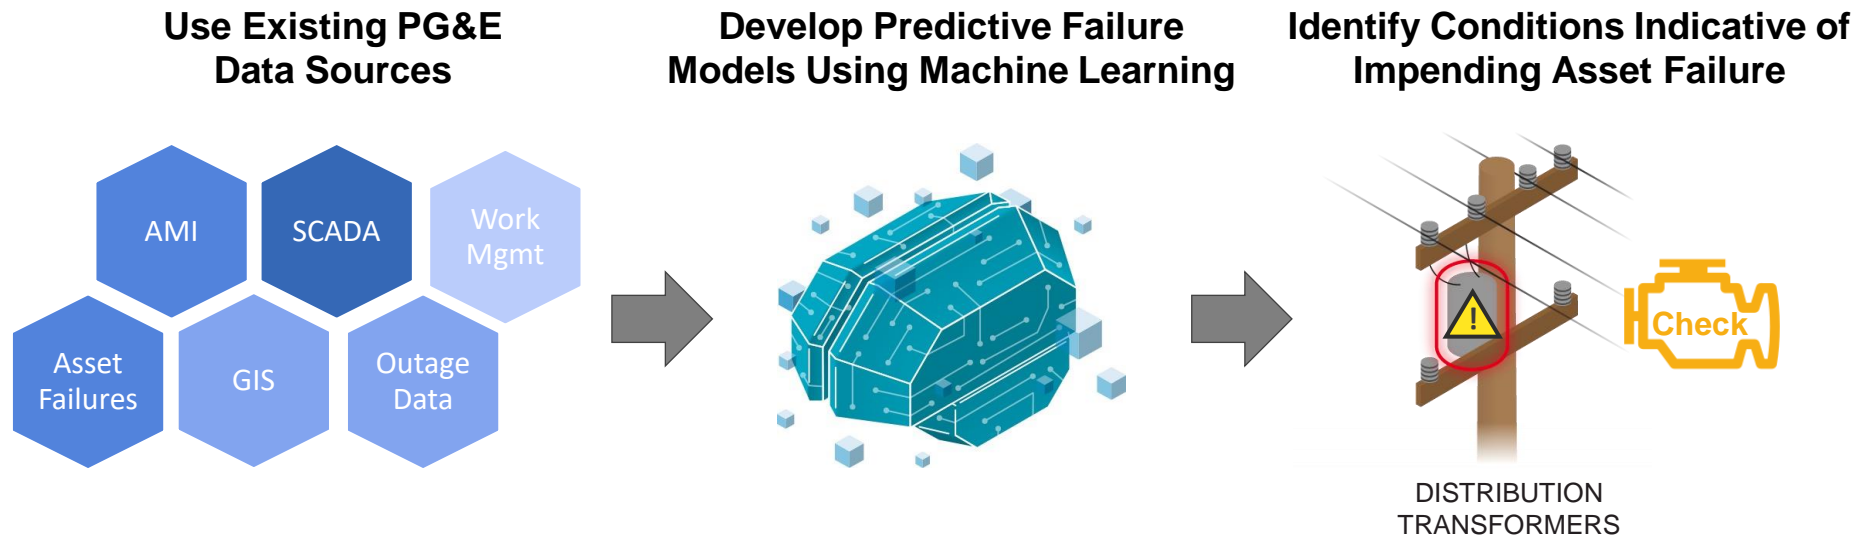 Use Existing PG&E
Data Sources
Develop Predictive Failure
Models Using Machine Learning
Identify Conditions Indicative of
Impending Asset Failure
AMI
SCADA
Work
Mgmt
Asset
Failures
GIS
Outage
Data
!
Check
DISTRIBUTION
TRANSFORMERS